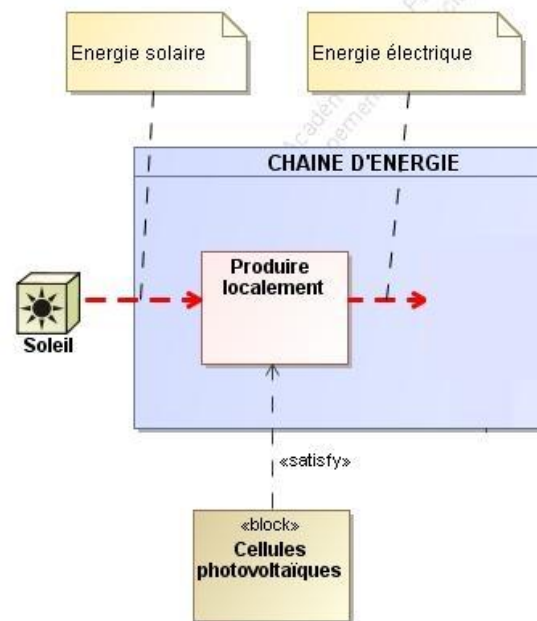 Energie solaire
Energie électrique
CHAINE D'ENERGIE
Produire
localement
Soleil
«satisfy»
«block»
Cellules
photovoltaïques